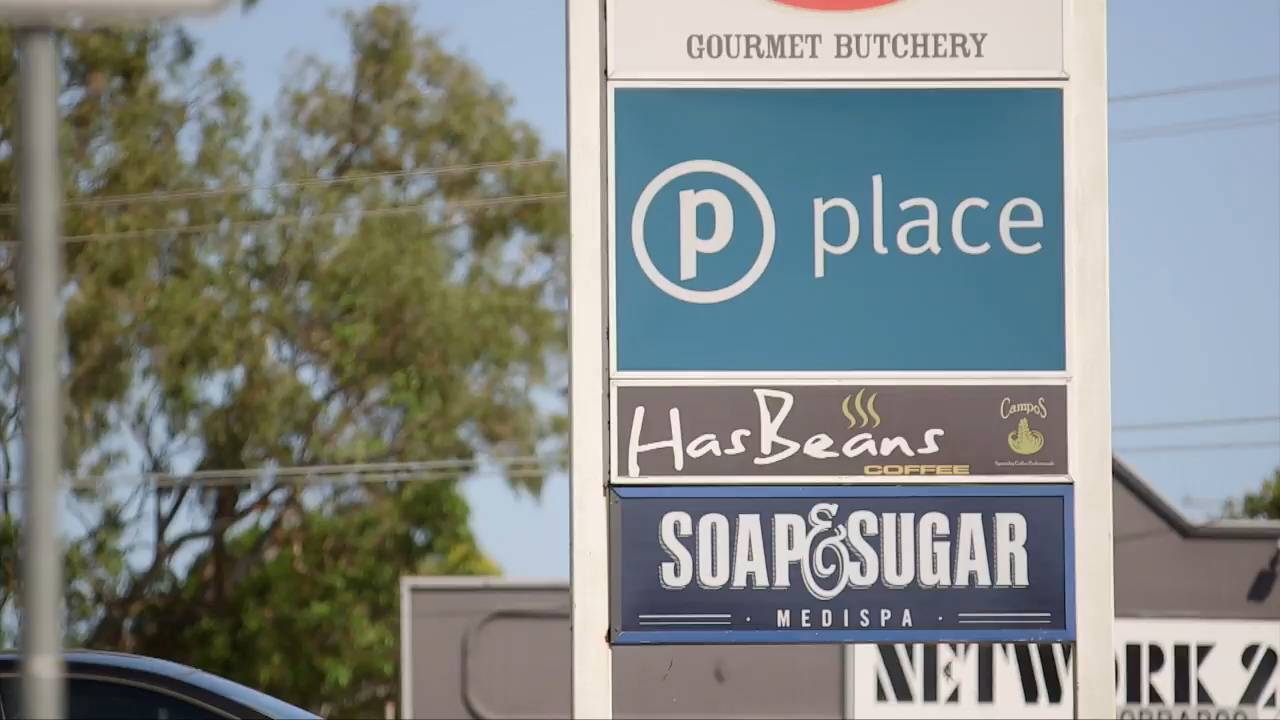 GOURMET BUTCHERY
p place
HasBeans
COFFEE
Campos
SOAP&SUGAR
· MEDISPA ·
NETWORK 2